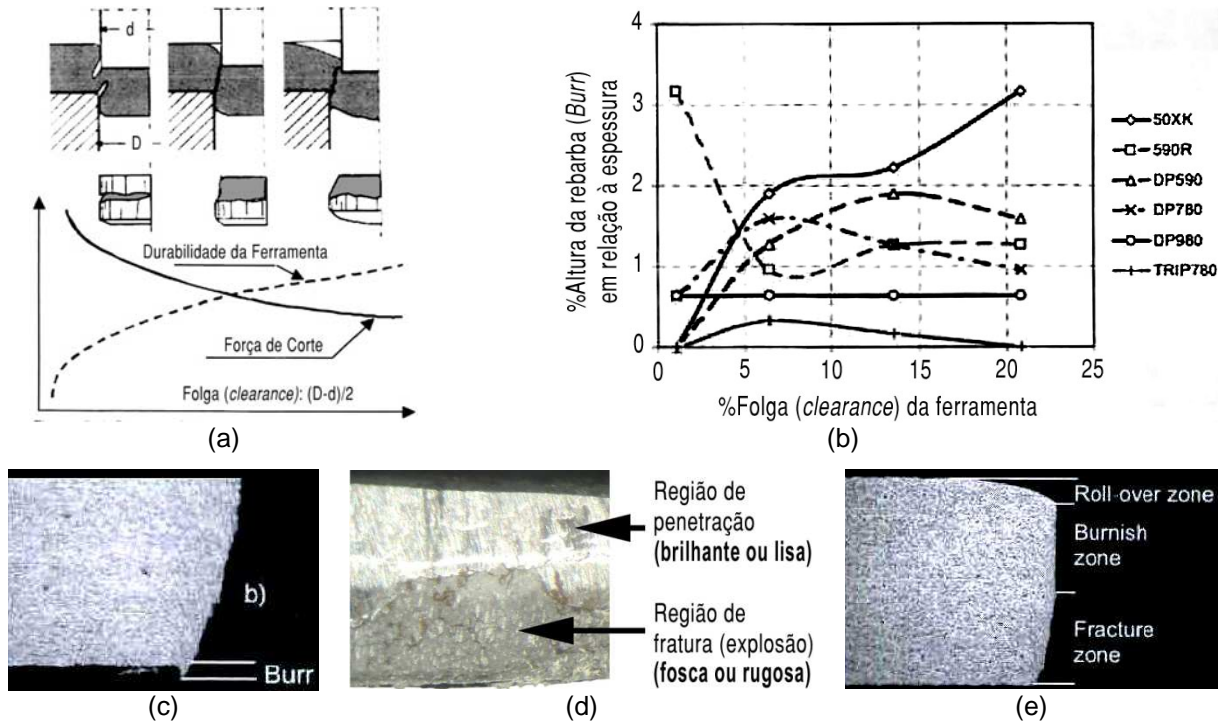 d
D
Durabilidade da Ferramenta
Força de Corte
Folga (clearance): (D-d)/2
(a)
%Altura da rebarba (Burr)
em relação à espessura
4
3
2
1
0
0
5
10
15
20
25
%Folga (clearance) da ferramenta
50XK
590R
DP590
DP780
DP980
TRIP780
(b)
b)
Burr
(c)
Região de
penetração
(brilhante ou lisa)
Região de
fratura (explosão)
(fosca ou rugosa)
(d)
Roll-over zone
Burnish
zone
Fracture
zone
(e)